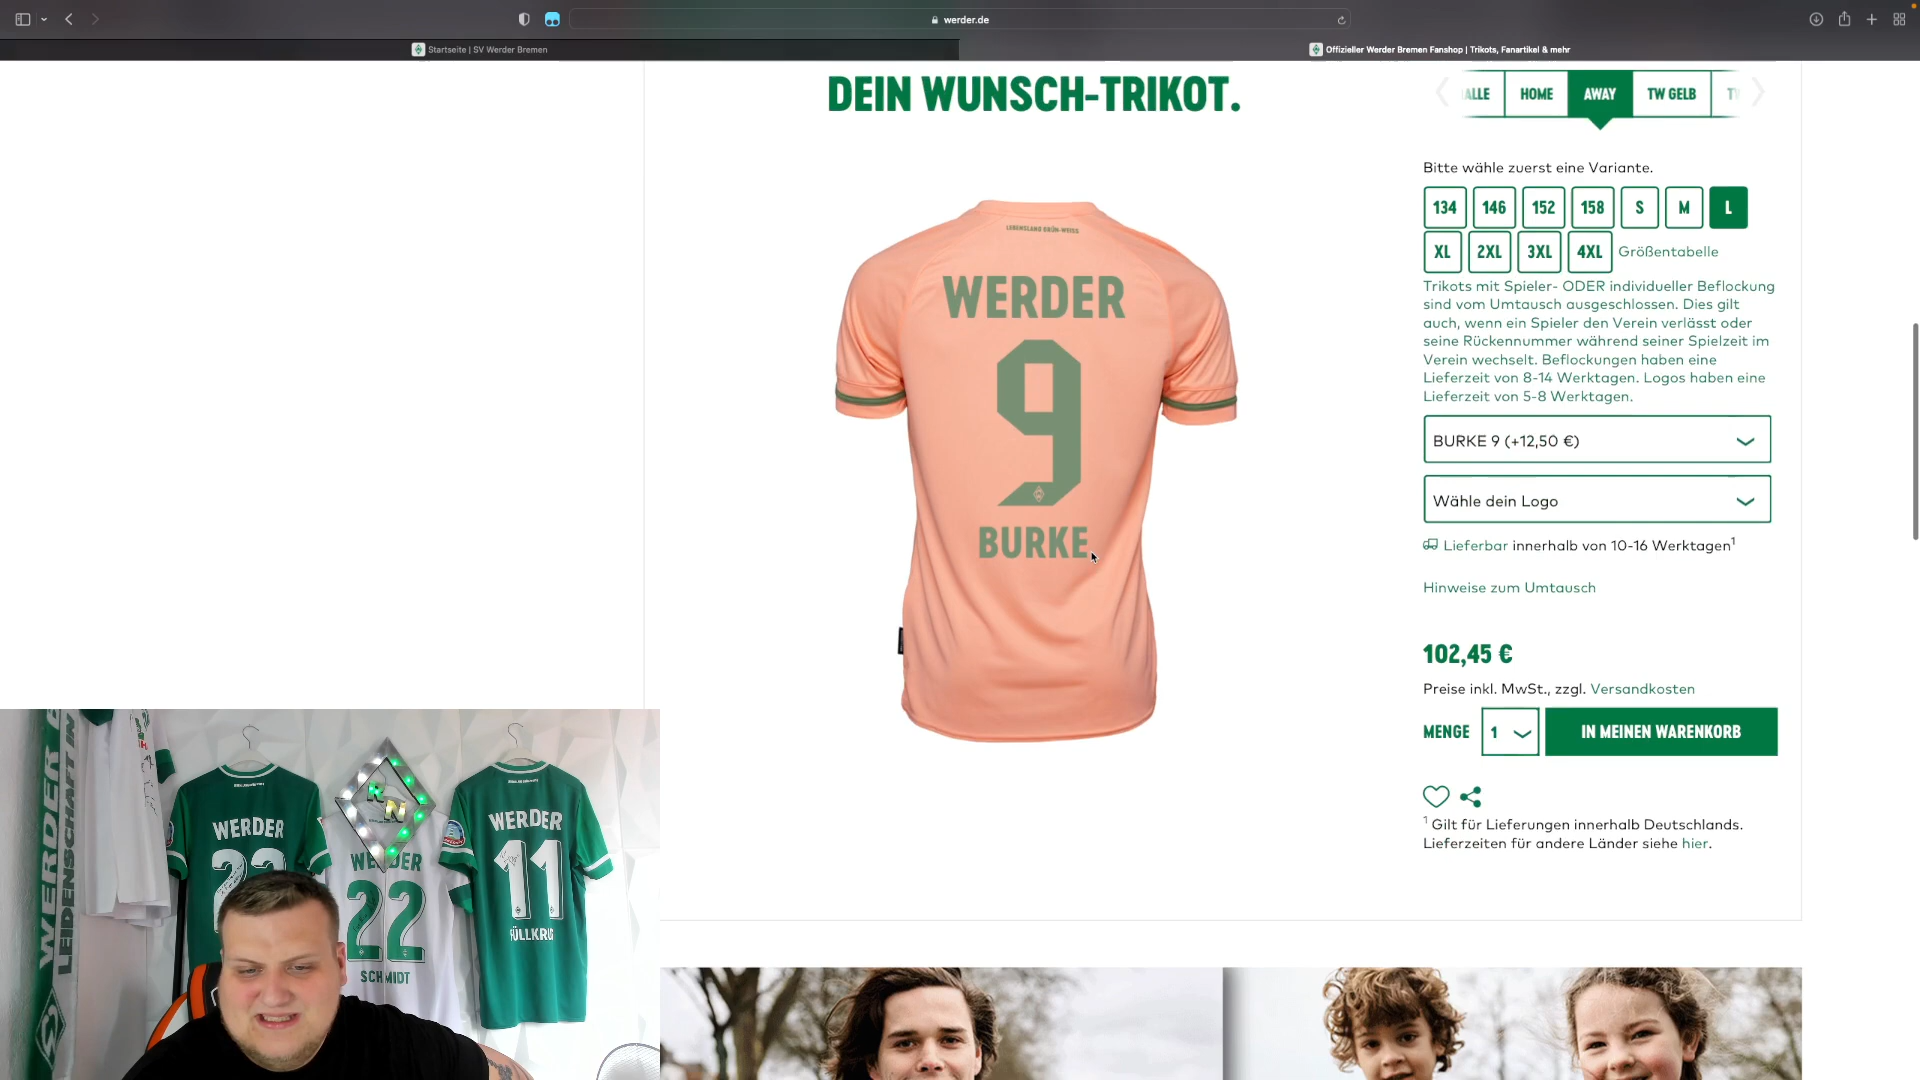 werder.de
Startseite | SV Werder Bremen
Offizieller Werder Bremen Fanshop | Trikots, Fanartikel & mehr
DEIN WUNSCH-TRIKOT.
HOME
AWAY
TW GELB
Bitte wähle zuerst eine Variante.
134 146 152 158 S M L
XL 2XL 3XL 4XL Größentabelle
Trikots mit Spieler- ODER individueller Beflockung
sind vom Umtausch ausgeschlossen. Dies gilt
auch, wenn ein Spieler den Verein verlässt oder
seine Rückennummer während seiner Spielzeit im
Verein wechselt. Beflockungen haben eine
Lieferzeit von 8-14 Werktagen. Logos haben eine
Lieferzeit von 5-8 Werktagen.
BURKE 9 (+12,50 €)
Wähle dein Logo
Lieferbar innerhalb von 10-16 Werktagen¹
Hinweise zum Umtausch
102,45 €
Preise inkl. MwSt., zzgl. Versandkosten
MENGE 1 IN MEINEN WARENKORB
¹ Gilt für Lieferungen innerhalb Deutschlands.
Lieferzeiten für andere Länder siehe hier.
LEBENSLANG GRÜN-WEISS
WERDER
9
BURKE
WERDER
LEIDENSCHAFT IN
WERDER
RN
22
SCHMIDT
WERDER
11
FÜLLKRUG